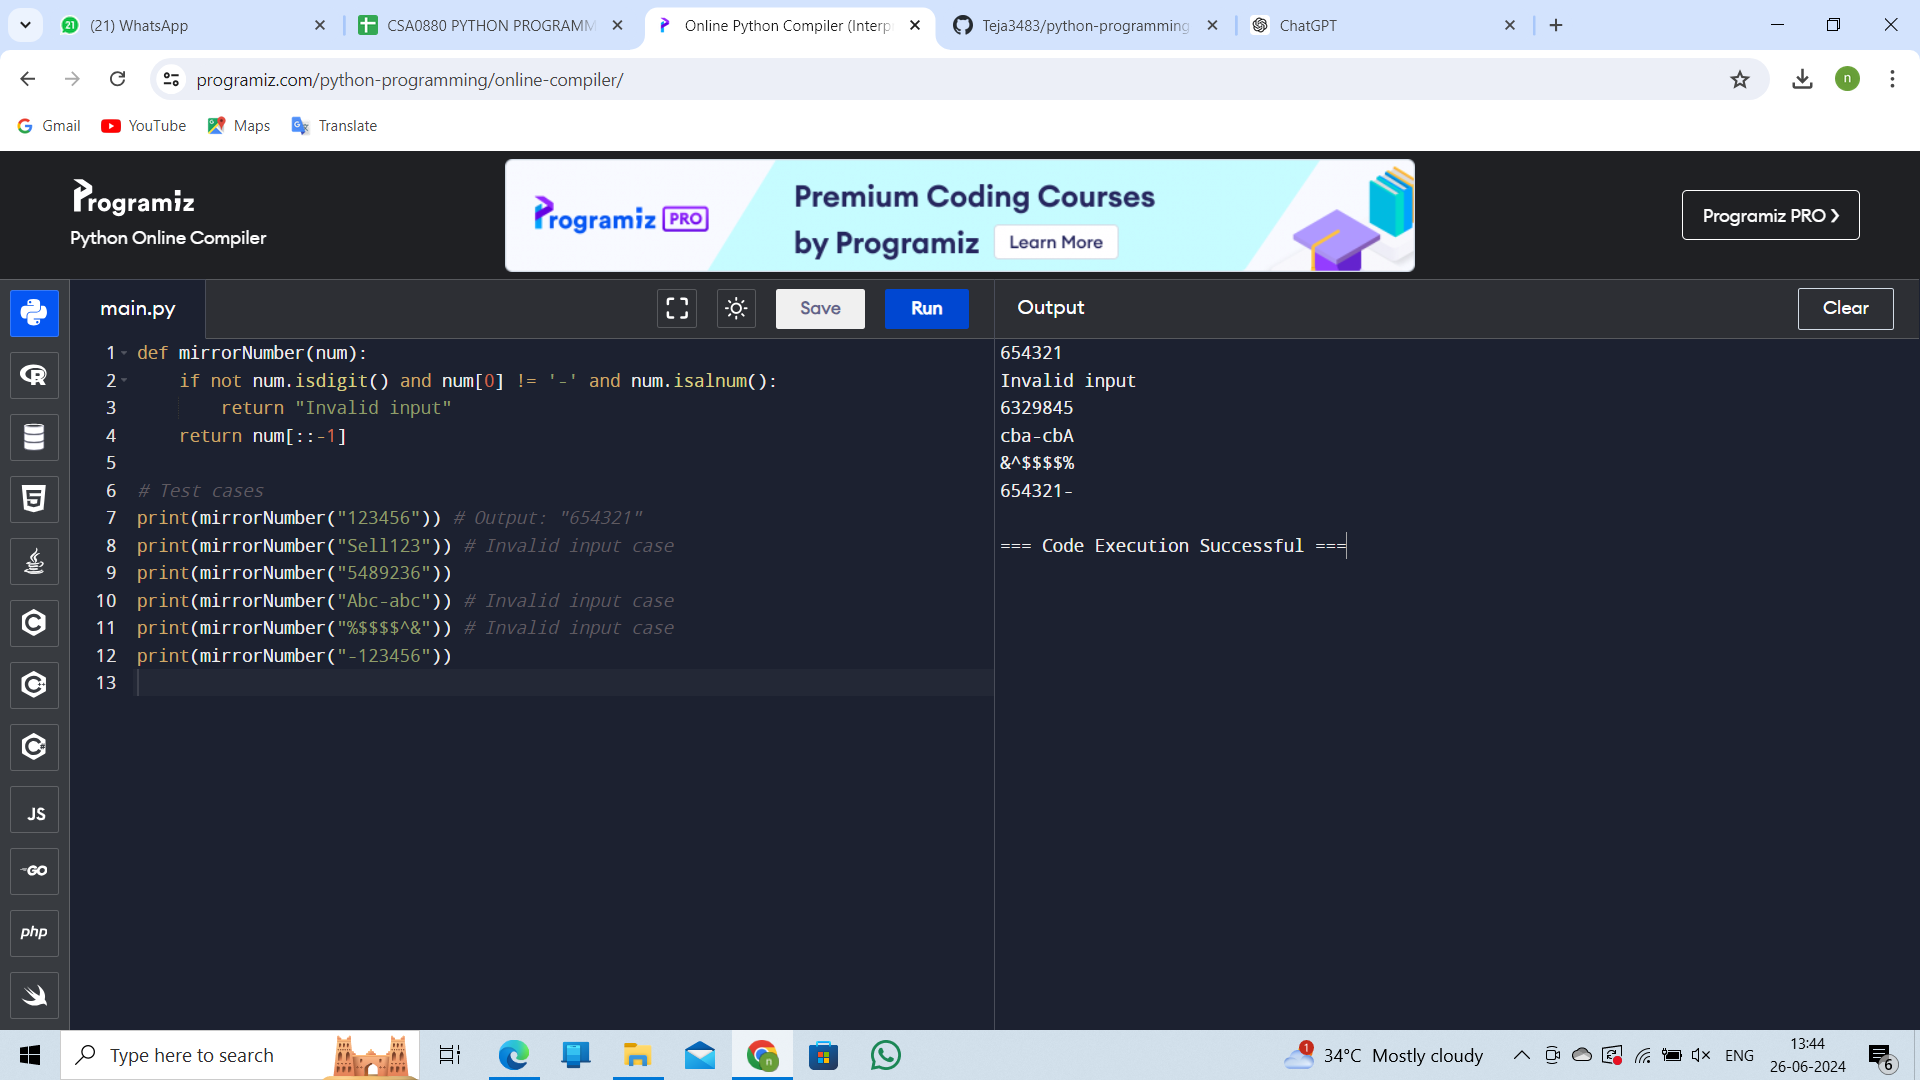 (21) WhatsApp
CSA0880 PYTHON PROGRAMM
Online Python Compiler (Interp
Teja3483/python-programming
ChatGPT
programiz.com/python-programming/online-compiler/
n
Gmail
YouTube
Maps
Translate
Programiz
Python Online Compiler
Programiz PRO
Premium Coding Courses
by Programiz
Learn More
Programiz PRO
main.py
Save
Run
Output
Clear
1 def mirrorNumber(num):
2 if not num.isdigit() and num[0] != '-' and num.isalnum():
3 return "Invalid input"
4 return num[::-1]
5
6 # Test cases
7 print(mirrorNumber("123456")) # Output: "654321"
8 print(mirrorNumber("Sell123")) # Invalid input case
9 print(mirrorNumber("5489236"))
10 print(mirrorNumber("Abc-abc")) # Invalid input case
11 print(mirrorNumber("%$$$$^&")) # Invalid input case
12 print(mirrorNumber("-123456"))
13
654321
Invalid input
6329845
cba-cbA
&^$$$$%
654321-
=== Code Execution Successful ===
JS
GO
php
Type here to search
1
34°C Mostly cloudy
ENG
13:44
26-06-2024
6